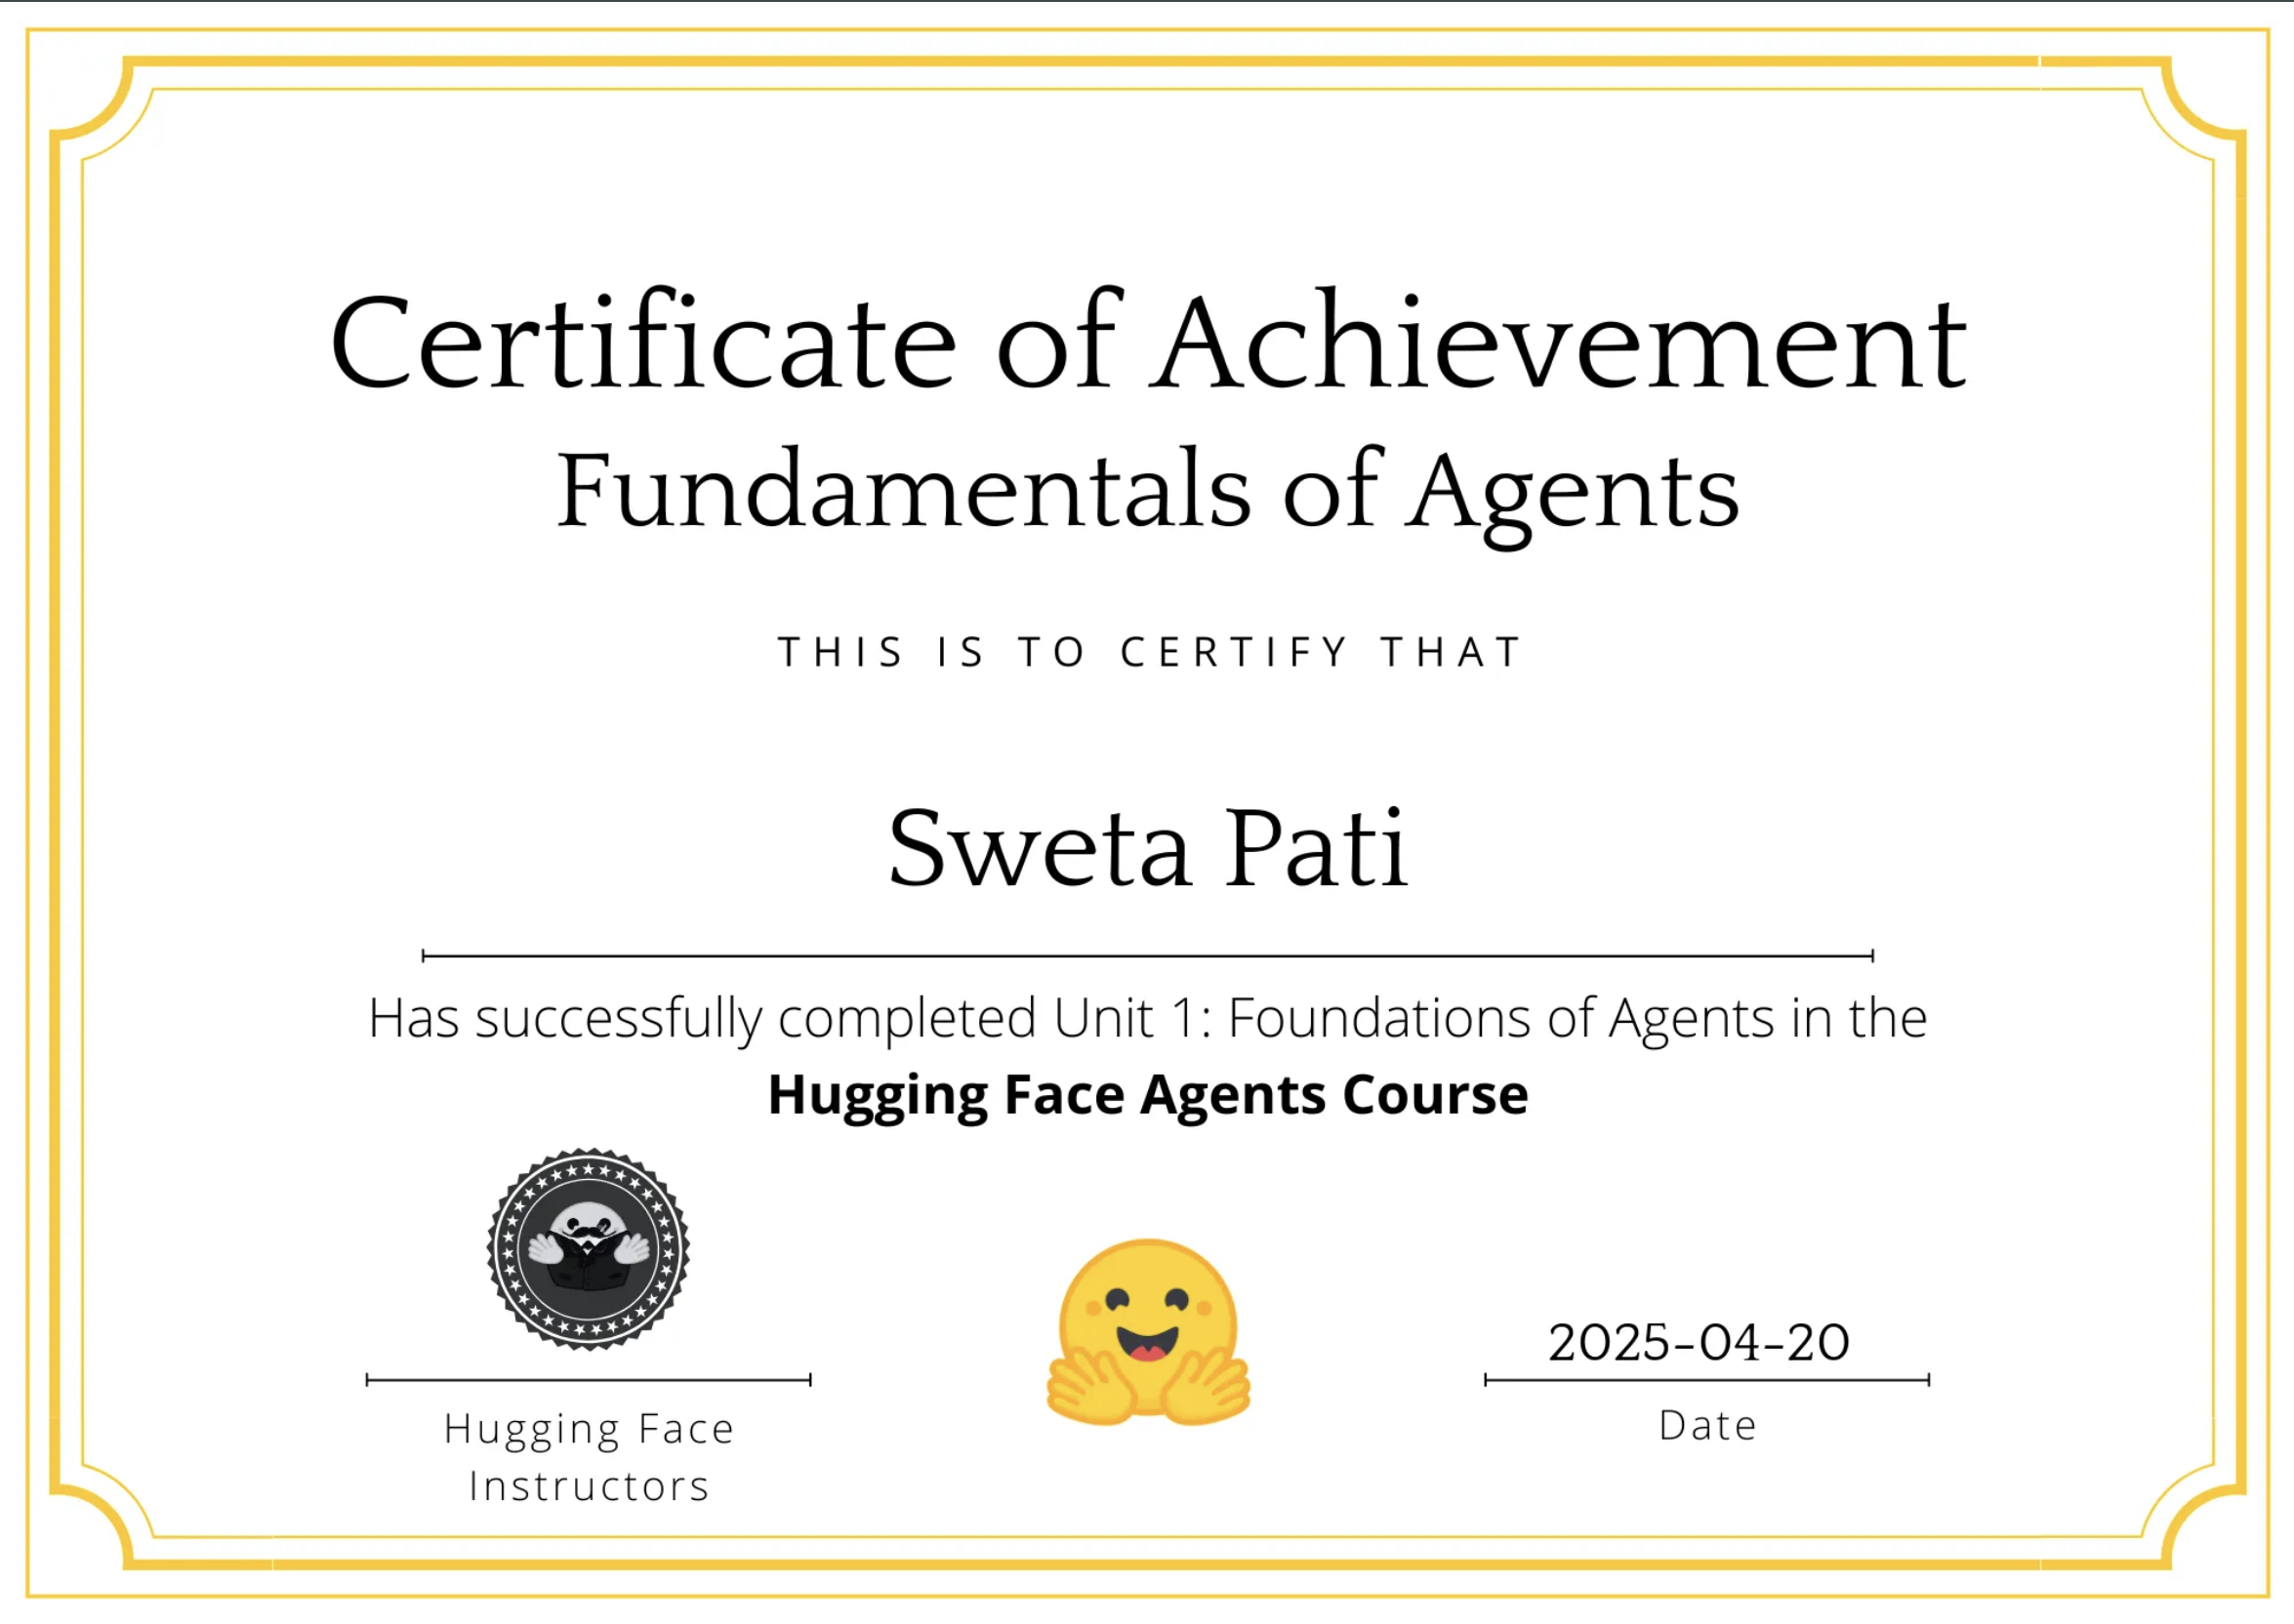 Certificate of Achievement
Fundamentals of Agents
THIS IS TO CERTIFY THAT
Sweta Pati
Has successfully completed Unit 1: Foundations of Agents in the
Hugging Face Agents Course
2025-04-20
Hugging Face
Instructors
Date